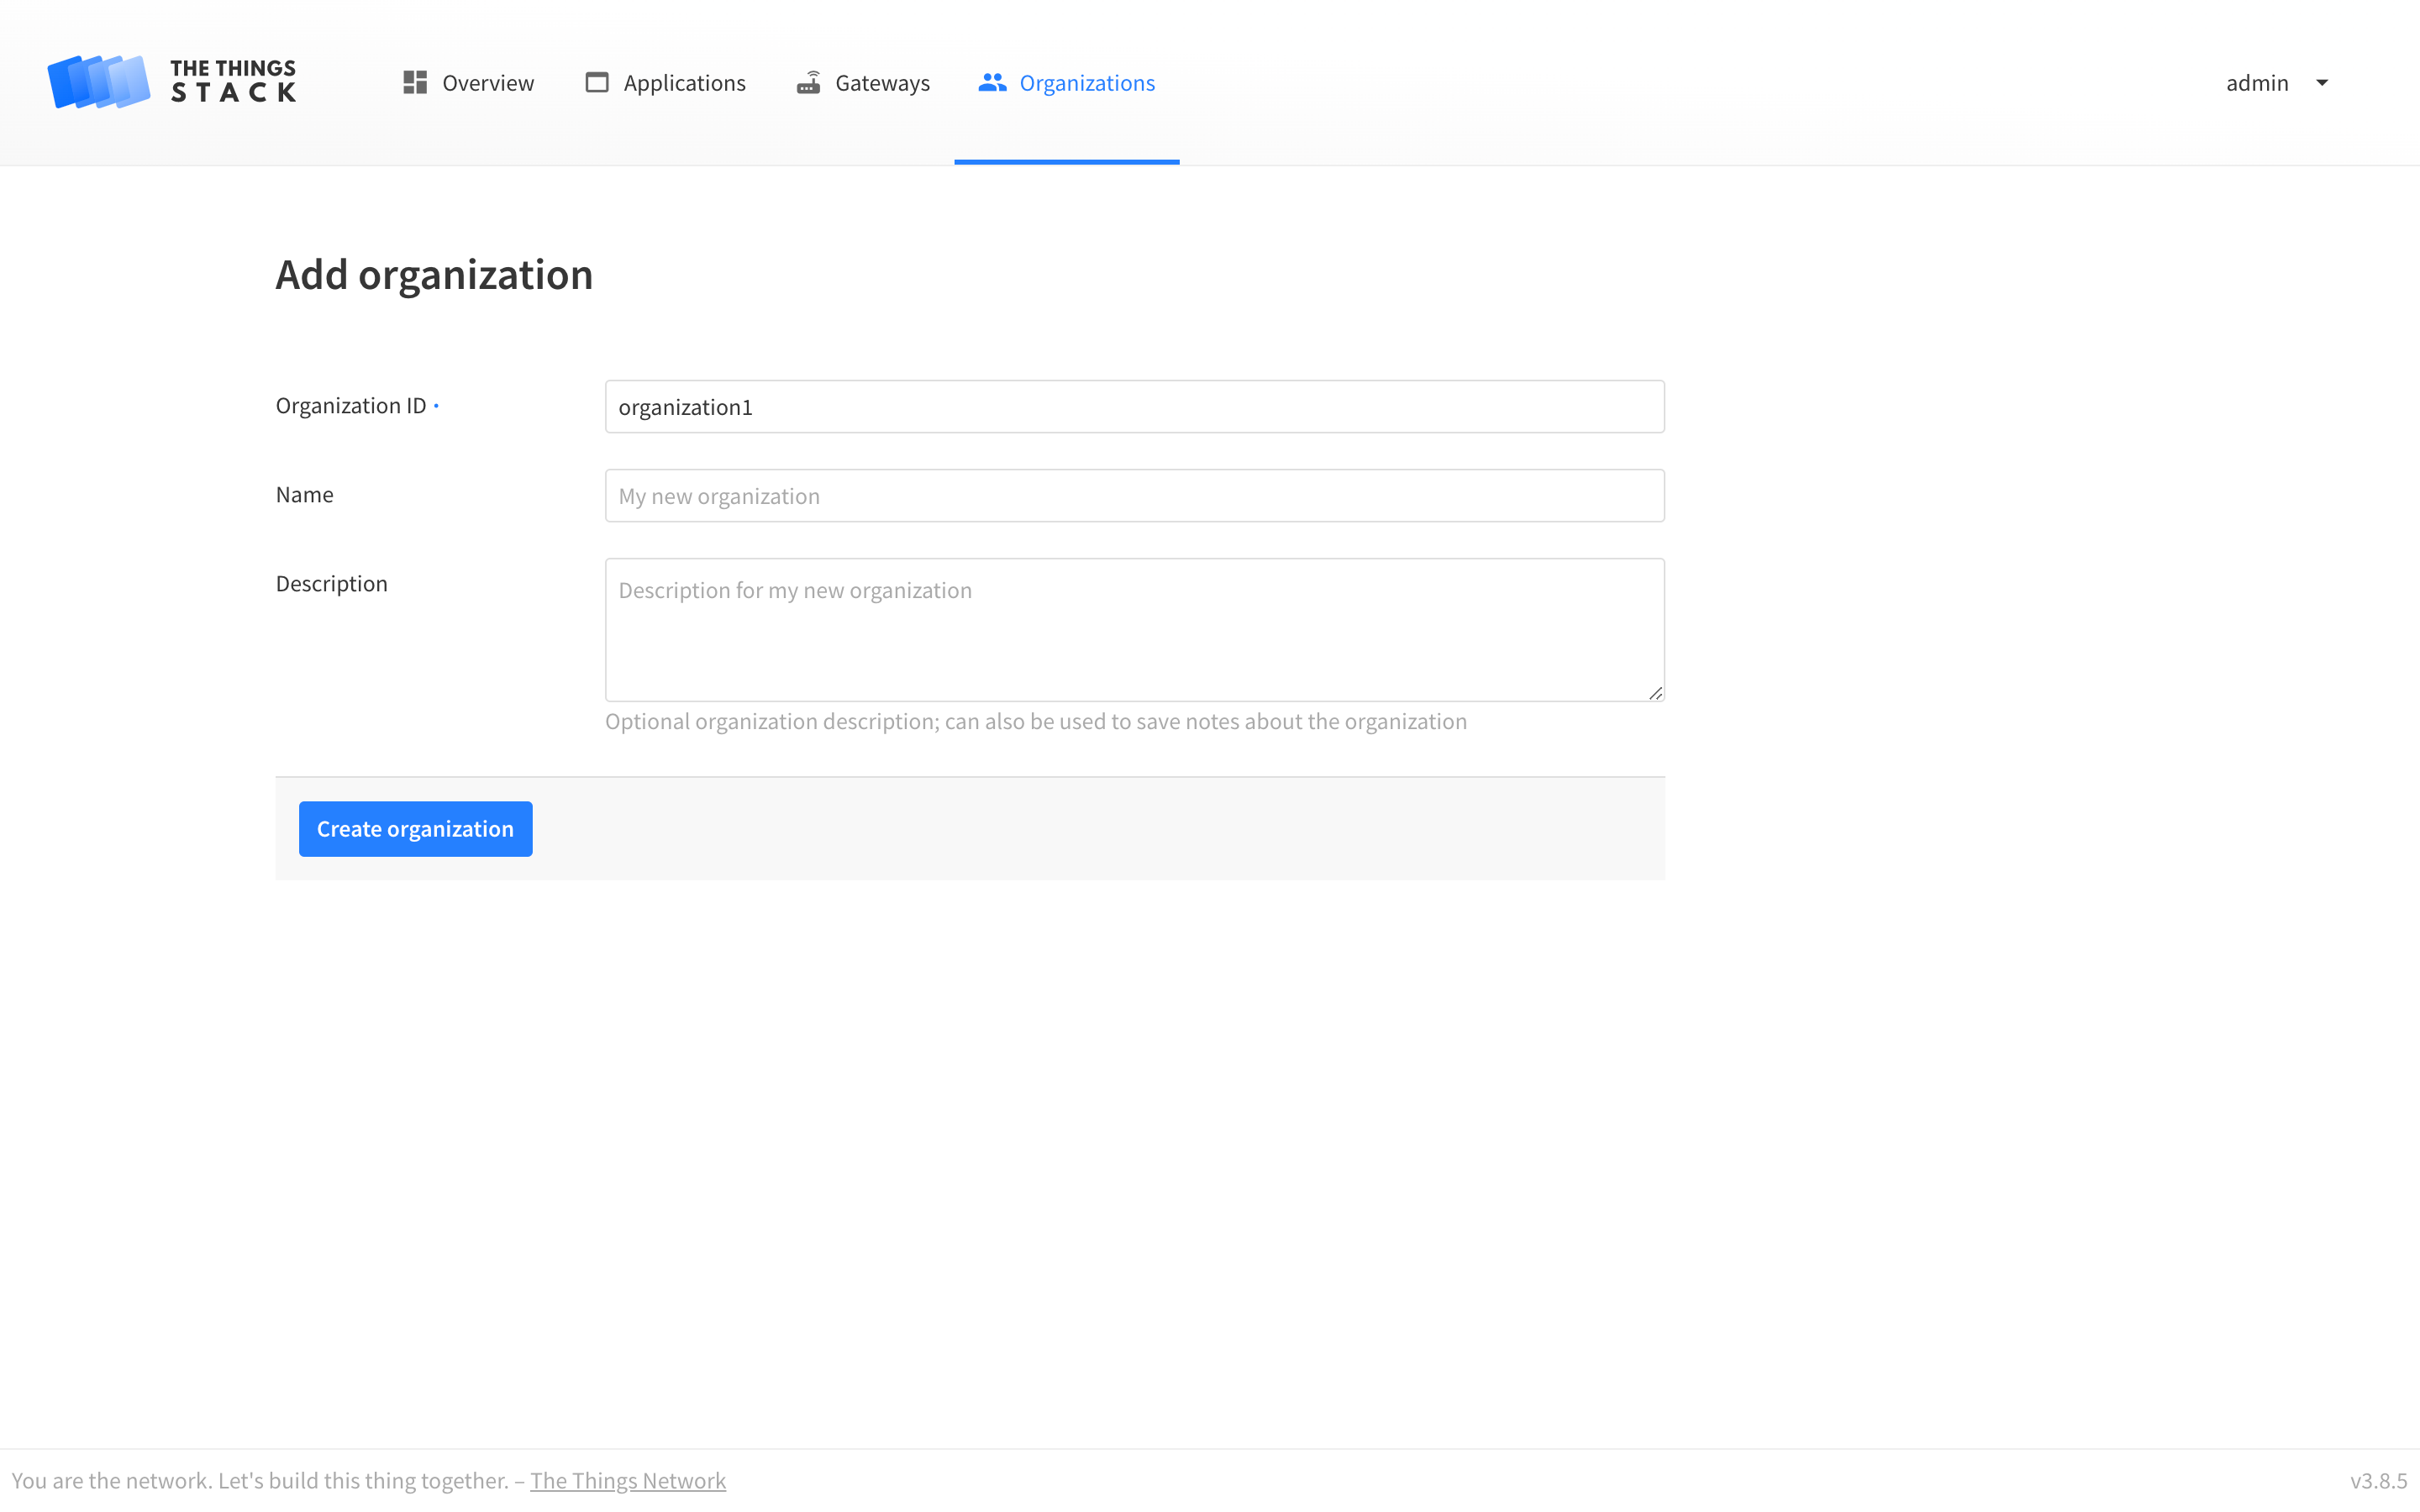 THE THINGS
STACK
Overview
Applications
Gateways
Organizations
admin
Add organization
Organization ID •
organization1
Name
My new organization
Description
Description for my new organization
Optional organization description; can also be used to save notes about the organization
Create organization
You are the network. Let's build this thing together. – The Things Network
v3.8.5